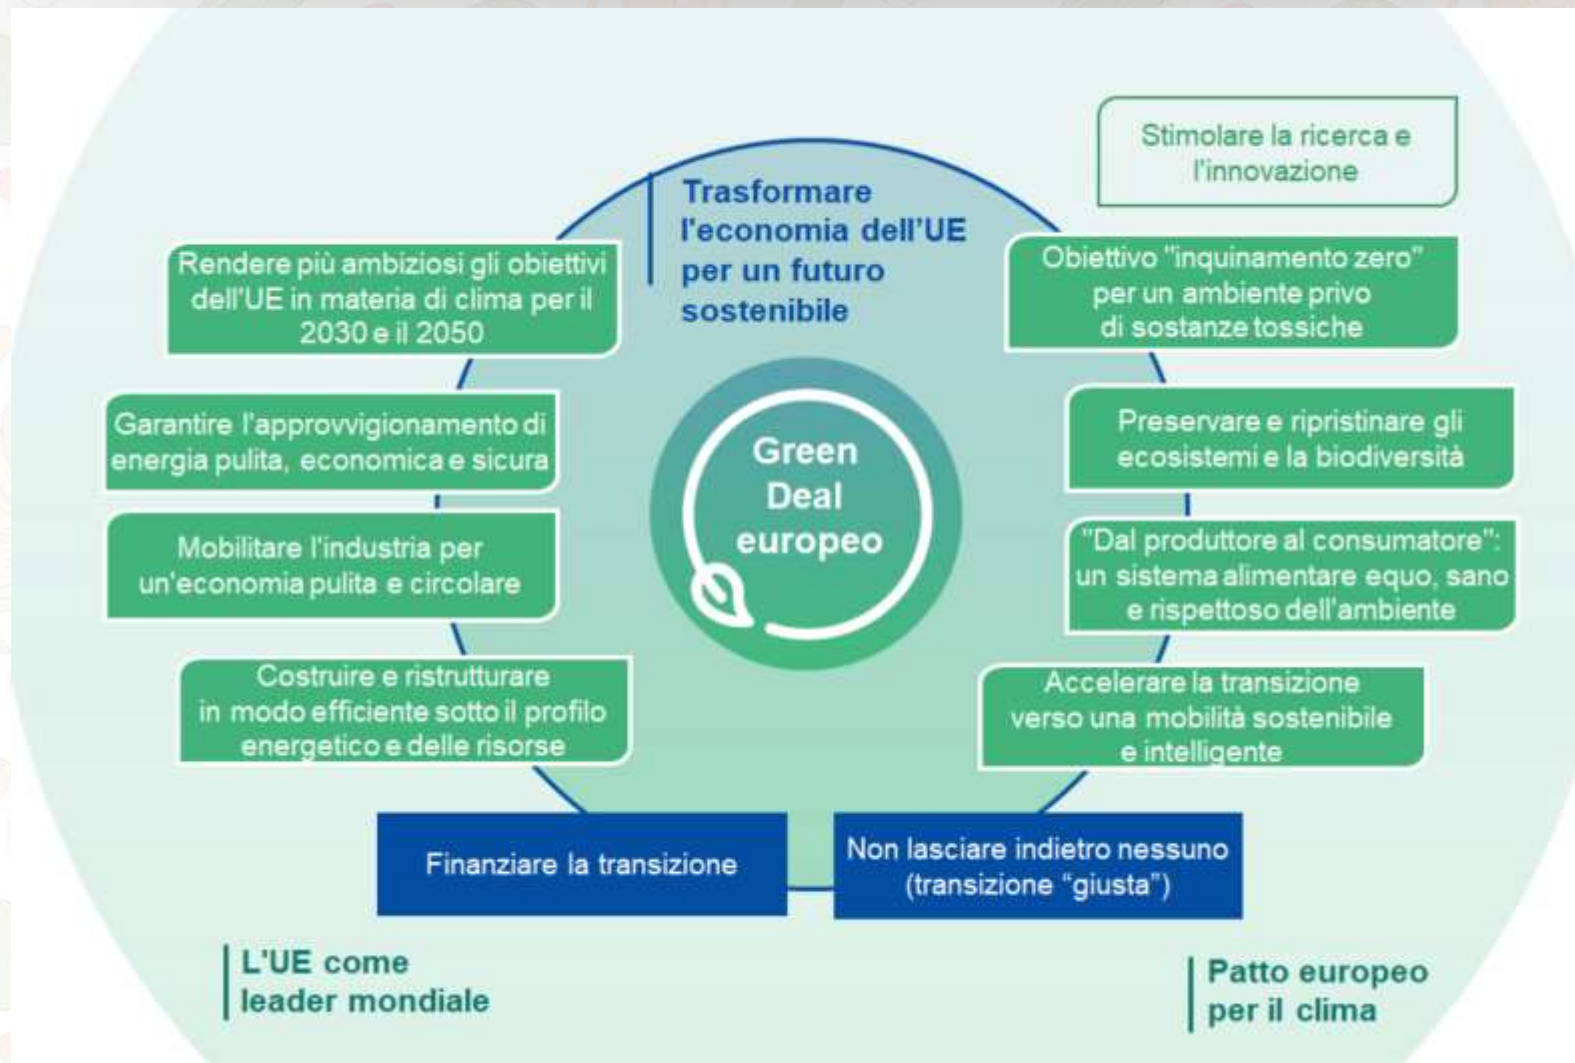 Stimolare la ricerca e
l'innovazione
Trasformare
l'economia dell'UE
per un futuro
sostenibile
Rendere più ambiziosi gli obiettivi
dell'UE in materia di clima per il
2030 e il 2050
Obiettivo "inquinamento zero"
per un ambiente privo
di sostanze tossiche
Garantire l'approvvigionamento di
energia pulita, economica e sicura
Green
Deal
europeo
Preservare e ripristinare gli
ecosistemi e la biodiversità
Mobilitare l'industria per
un'economia pulita e circolare
"Dal produttore al consumatore":
un sistema alimentare equo, sano
e rispettoso dell'ambiente
Costruire e ristrutturare
in modo efficiente sotto il profilo
energetico e delle risorse
Accelerare la transizione
verso una mobilità sostenibile
e intelligente
Finanziare la transizione
Non lasciare indietro nessuno
(transizione “giusta”)
L'UE come
leader mondiale
Patto europeo
per il clima